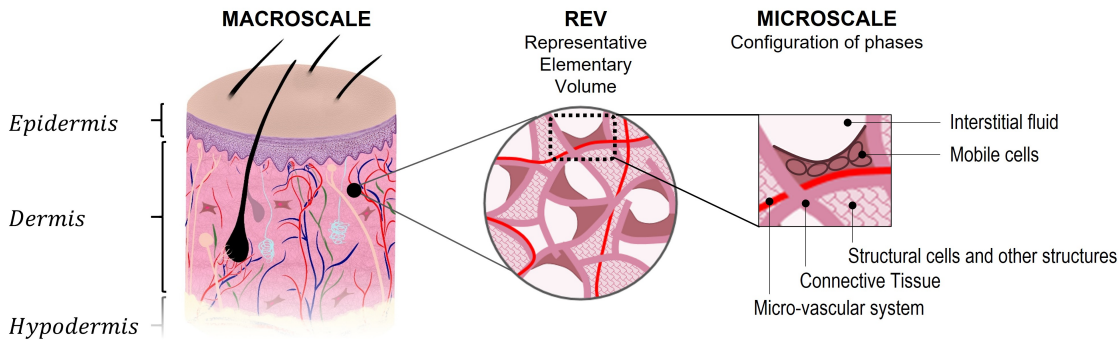 MACROSCALE
REV
Representative
Elementary
Volume
MICROSCALE
Configuration of phases
Epidermis
Dermis
Hypodermis
Interstitial fluid
Mobile cells
Structural cells and other structures
Connective Tissue
Micro-vascular system